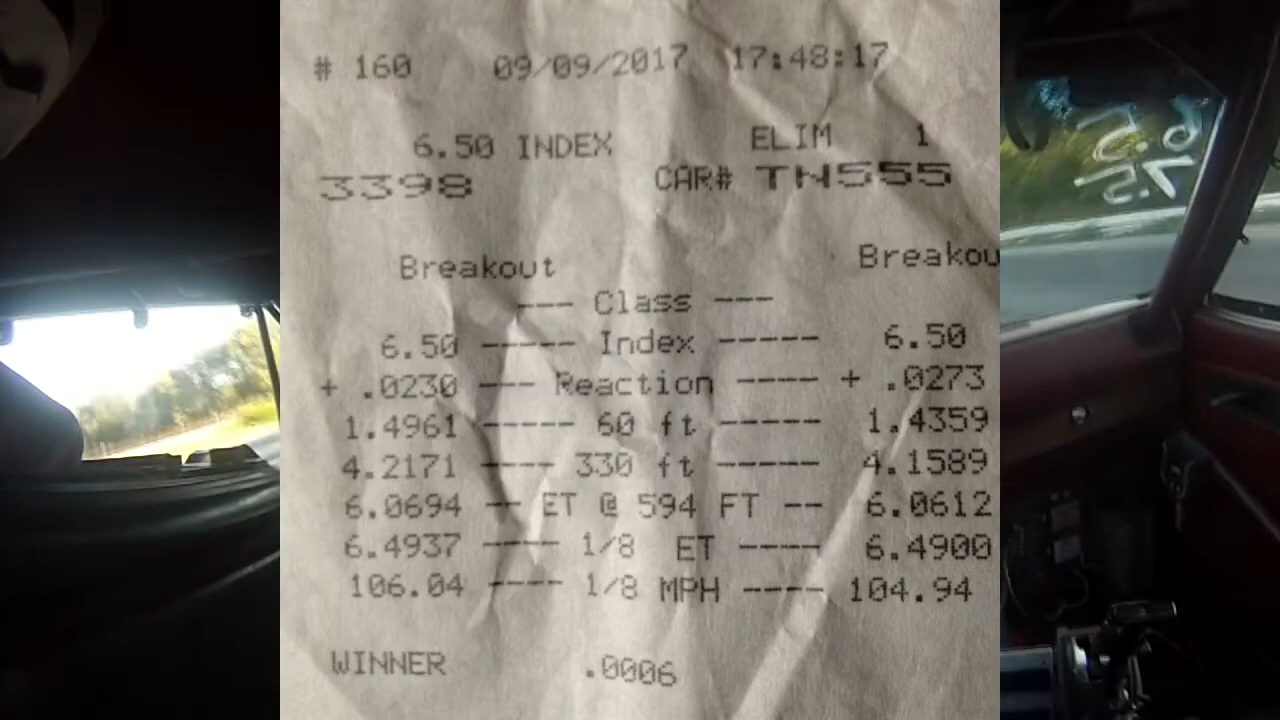 # 160 09/09/2017 17:48:17
6.50 INDEX ELIM 1
3398 CAR# TN555
Breakout Breakou
--- Class ---
6.50 ----- Index ----- 6.50
+ .0230 --- Reaction ---- + .0273
1.4961 ----- 60 ft ----- 1.4359
4.2171 ---- 330 ft ----- 4.1589
6.0694 -- ET @ 594 FT -- 6.0612
6.4937 ---- 1/8 ET ---- 6.4900
106.04 ---- 1/8 MPH ---- 104.94
WINNER .0006